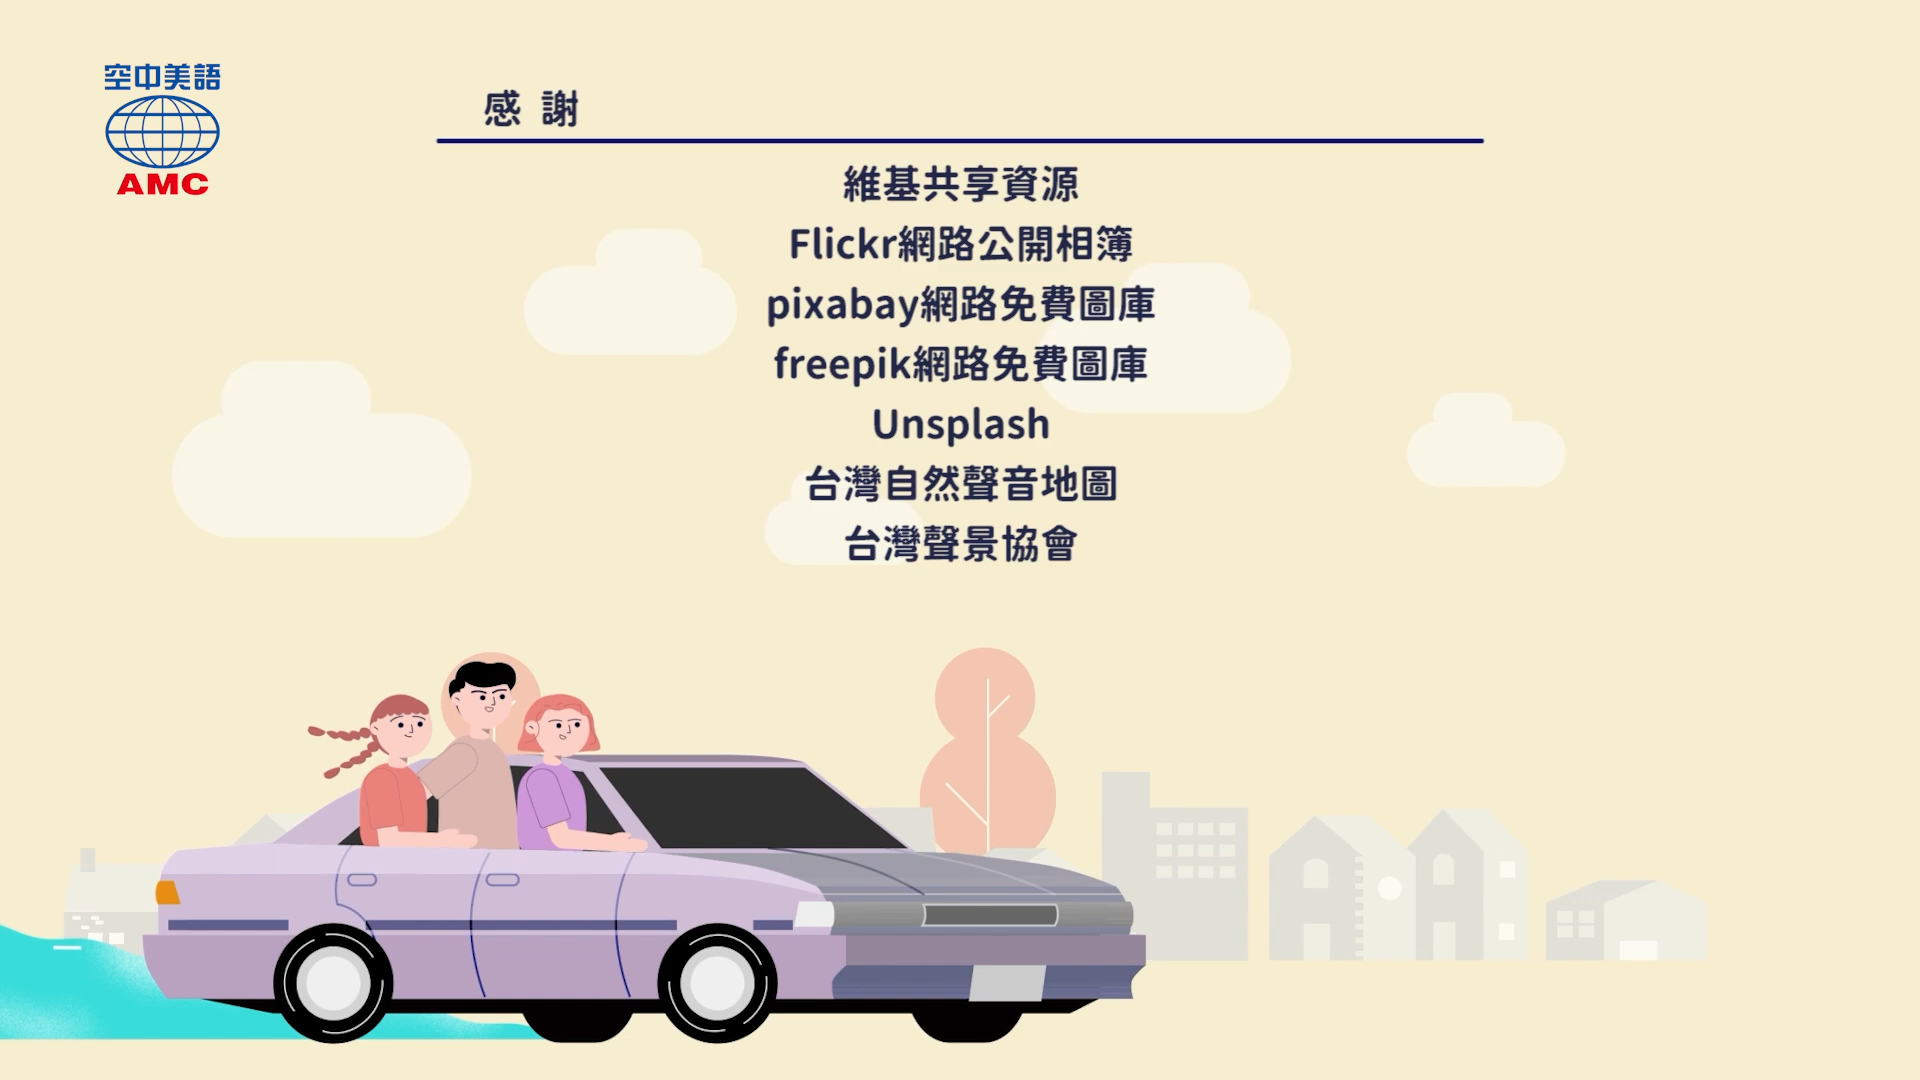 空中美語
AMC
感謝
維基共享資源
Flickr網路公開相簿
pixabay網路免費圖庫
freepik網路免費圖庫
Unsplash
台灣自然聲音地圖
台灣聲景協會